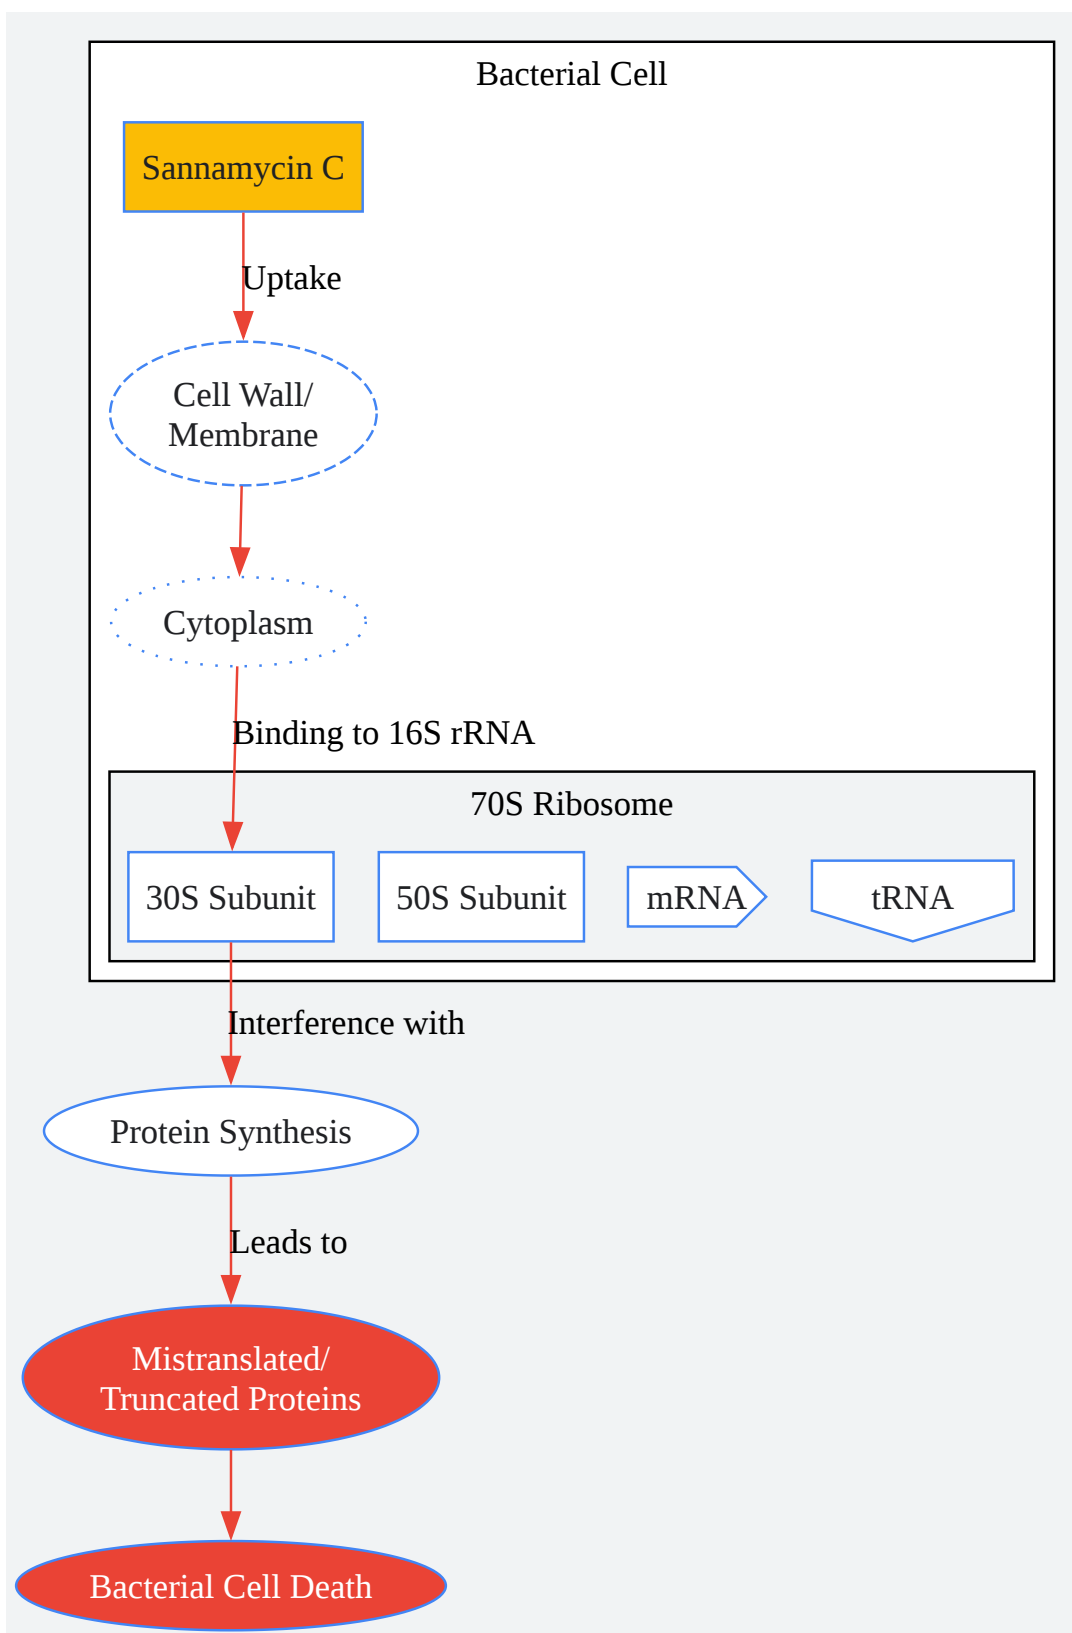 Bacterial Cell
Sannamycin C
Uptake
Cell Wall/
Membrane
Cytoplasm
Binding to 16S rRNA
70S Ribosome
30S Subunit
50S Subunit
mRNA
tRNA
Interference with
Protein Synthesis
Leads to
Mistranslated/
Truncated Proteins
Bacterial Cell Death